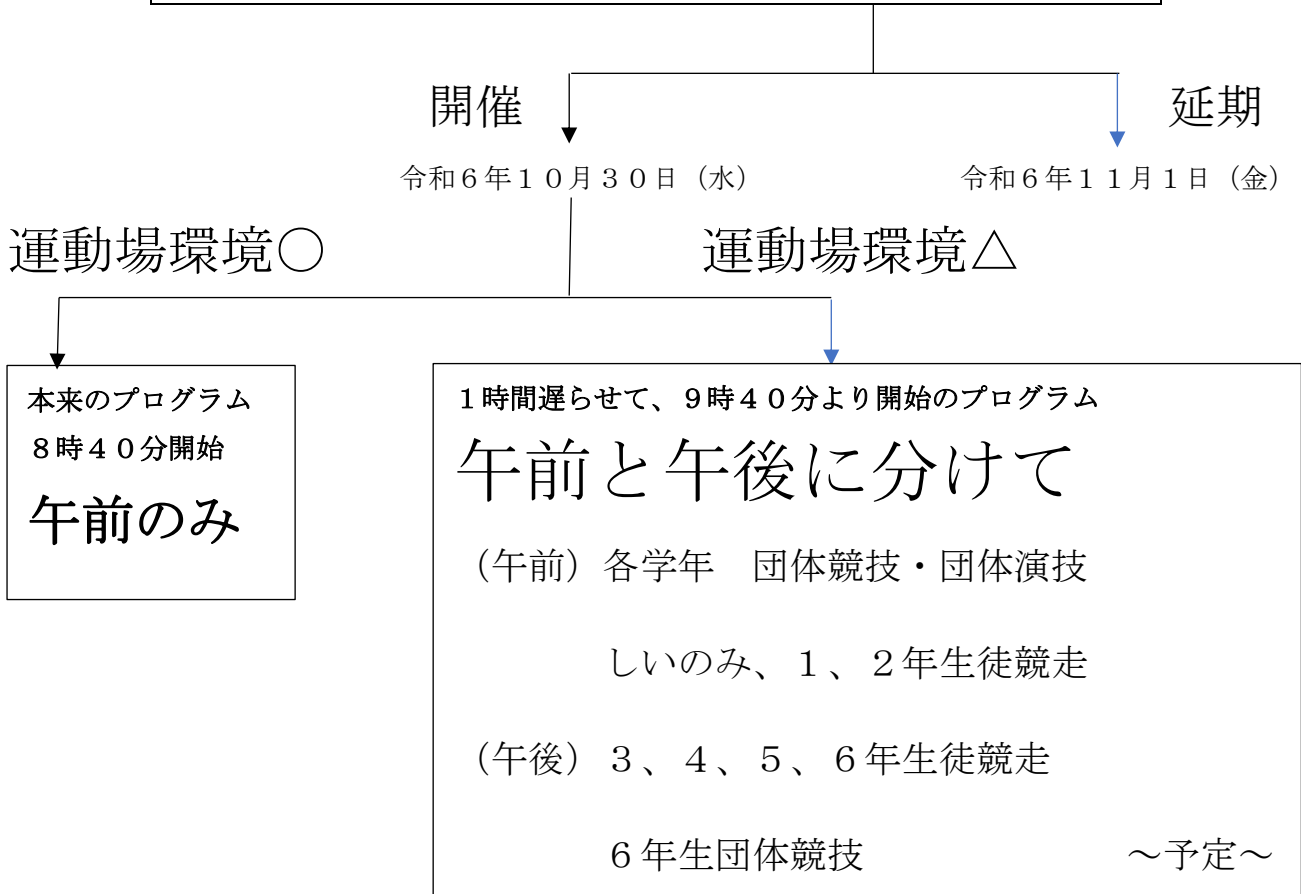 開催
延期
令和６年１０月３０日（水）
令和６年１１月１日（金）
運動場環境○
運動場環境△
本来のプログラム
８時４０分開始
午前のみ
１時間遅らせて、９時４０分より開始のプログラム
午前と午後に分けて
（午前）各学年　団体競技・団体演技
しいのみ、１、２年生徒競走
（午後）３、４、５、６年生徒競走
６年生団体競技　～予定～